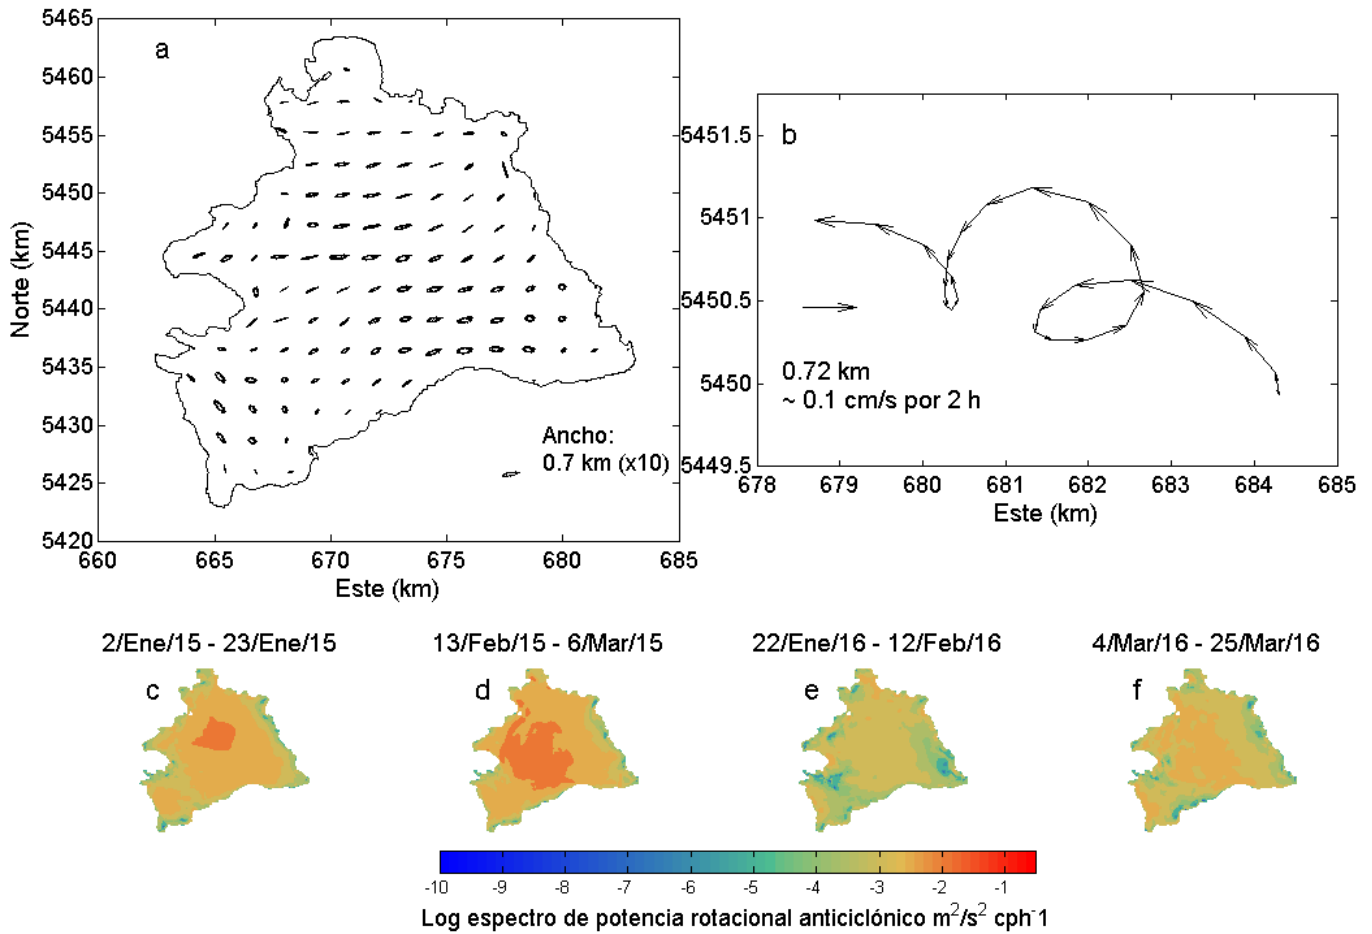 a
5465
5460
5455
5450
5445
5440
5435
5430
5425
5420
Norte (km)
660
665
670
675
680
685
Este (km)
Ancho:
0.7 km (x10)
b
5451.5
5451
5450.5
5450
5449.5
0.72 km
~ 0.1 cm/s por 2 h
678
679
680
681
682
683
684
685
Este (km)
2/Ene/15 - 23/Ene/15
13/Feb/15 - 6/Mar/15
22/Ene/16 - 12/Feb/16
4/Mar/16 - 25/Mar/16
c
d
e
f
-10
-9
-8
-7
-6
-5
-4
-3
-2
-1
Log espectro de potencia rotacional anticiclónico m²/s² cph⁻1